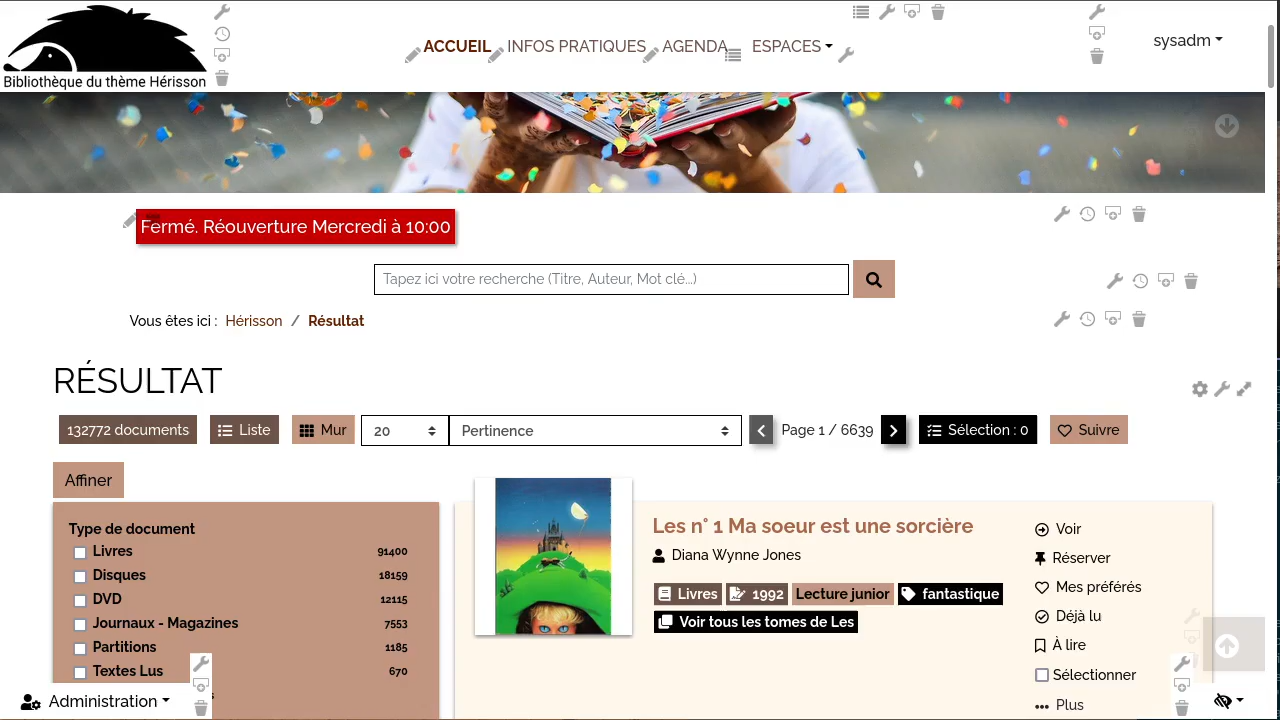 Bibliothèque du thème Hérisson
ACCUEIL INFOS PRATIQUES AGENDA ESPACES
sysadm
Fermé. Réouverture Mercredi à 10:00
Tapez ici votre recherche (Titre, Auteur, Mot clé...)
Vous êtes ici : Hérisson / Résultat
RÉSULTAT
132772 documents Liste Mur 20 Pertinence Page 1 / 6639 Sélection : 0 Suivre
Affiner
Type de document
Livres 91400
Disques 18159
DVD 12115
Journaux - Magazines 7553
Partitions 1185
Textes Lus 670
Les n° 1 Ma soeur est une sorcière
Diana Wynne Jones
Livres 1992 Lecture junior fantastique
Voir tous les tomes de Les
Voir
Réserver
Mes préférés
Déjà lu
À lire
Sélectionner
Plus
Administration